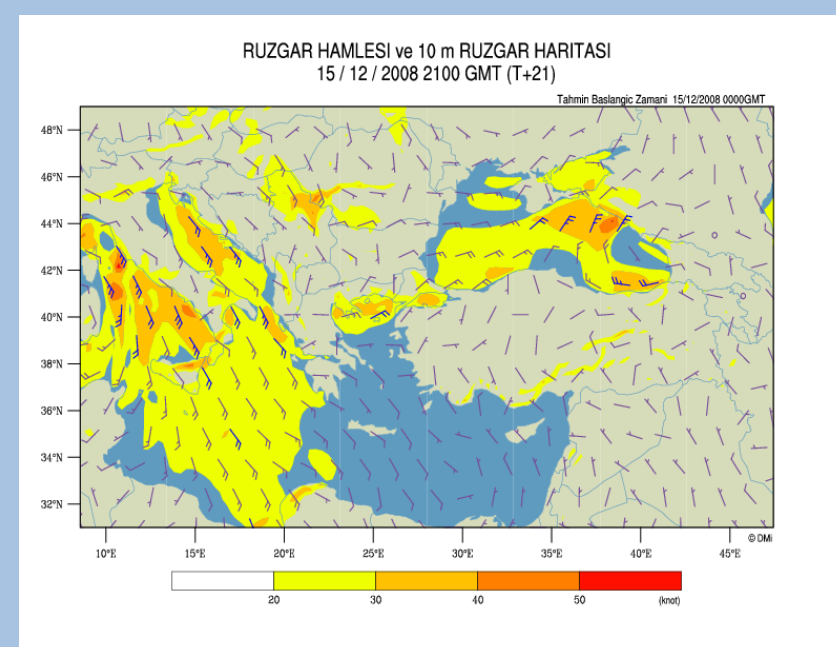 RUZGAR HAMLESI ve 10 m RUZGAR HARITASI
15 / 12 / 2008 2100 GMT (T+21)
Tahmin Baslangic Zamani 15/12/2008 0000GMT
48°N
46°N
44°N
42°N
40°N
38°N
36°N
34°N
32°N
10°E 15°E 20°E 25°E 30°E 35°E 40°E 45°E
© DMi
20 30 40 50 (knot)